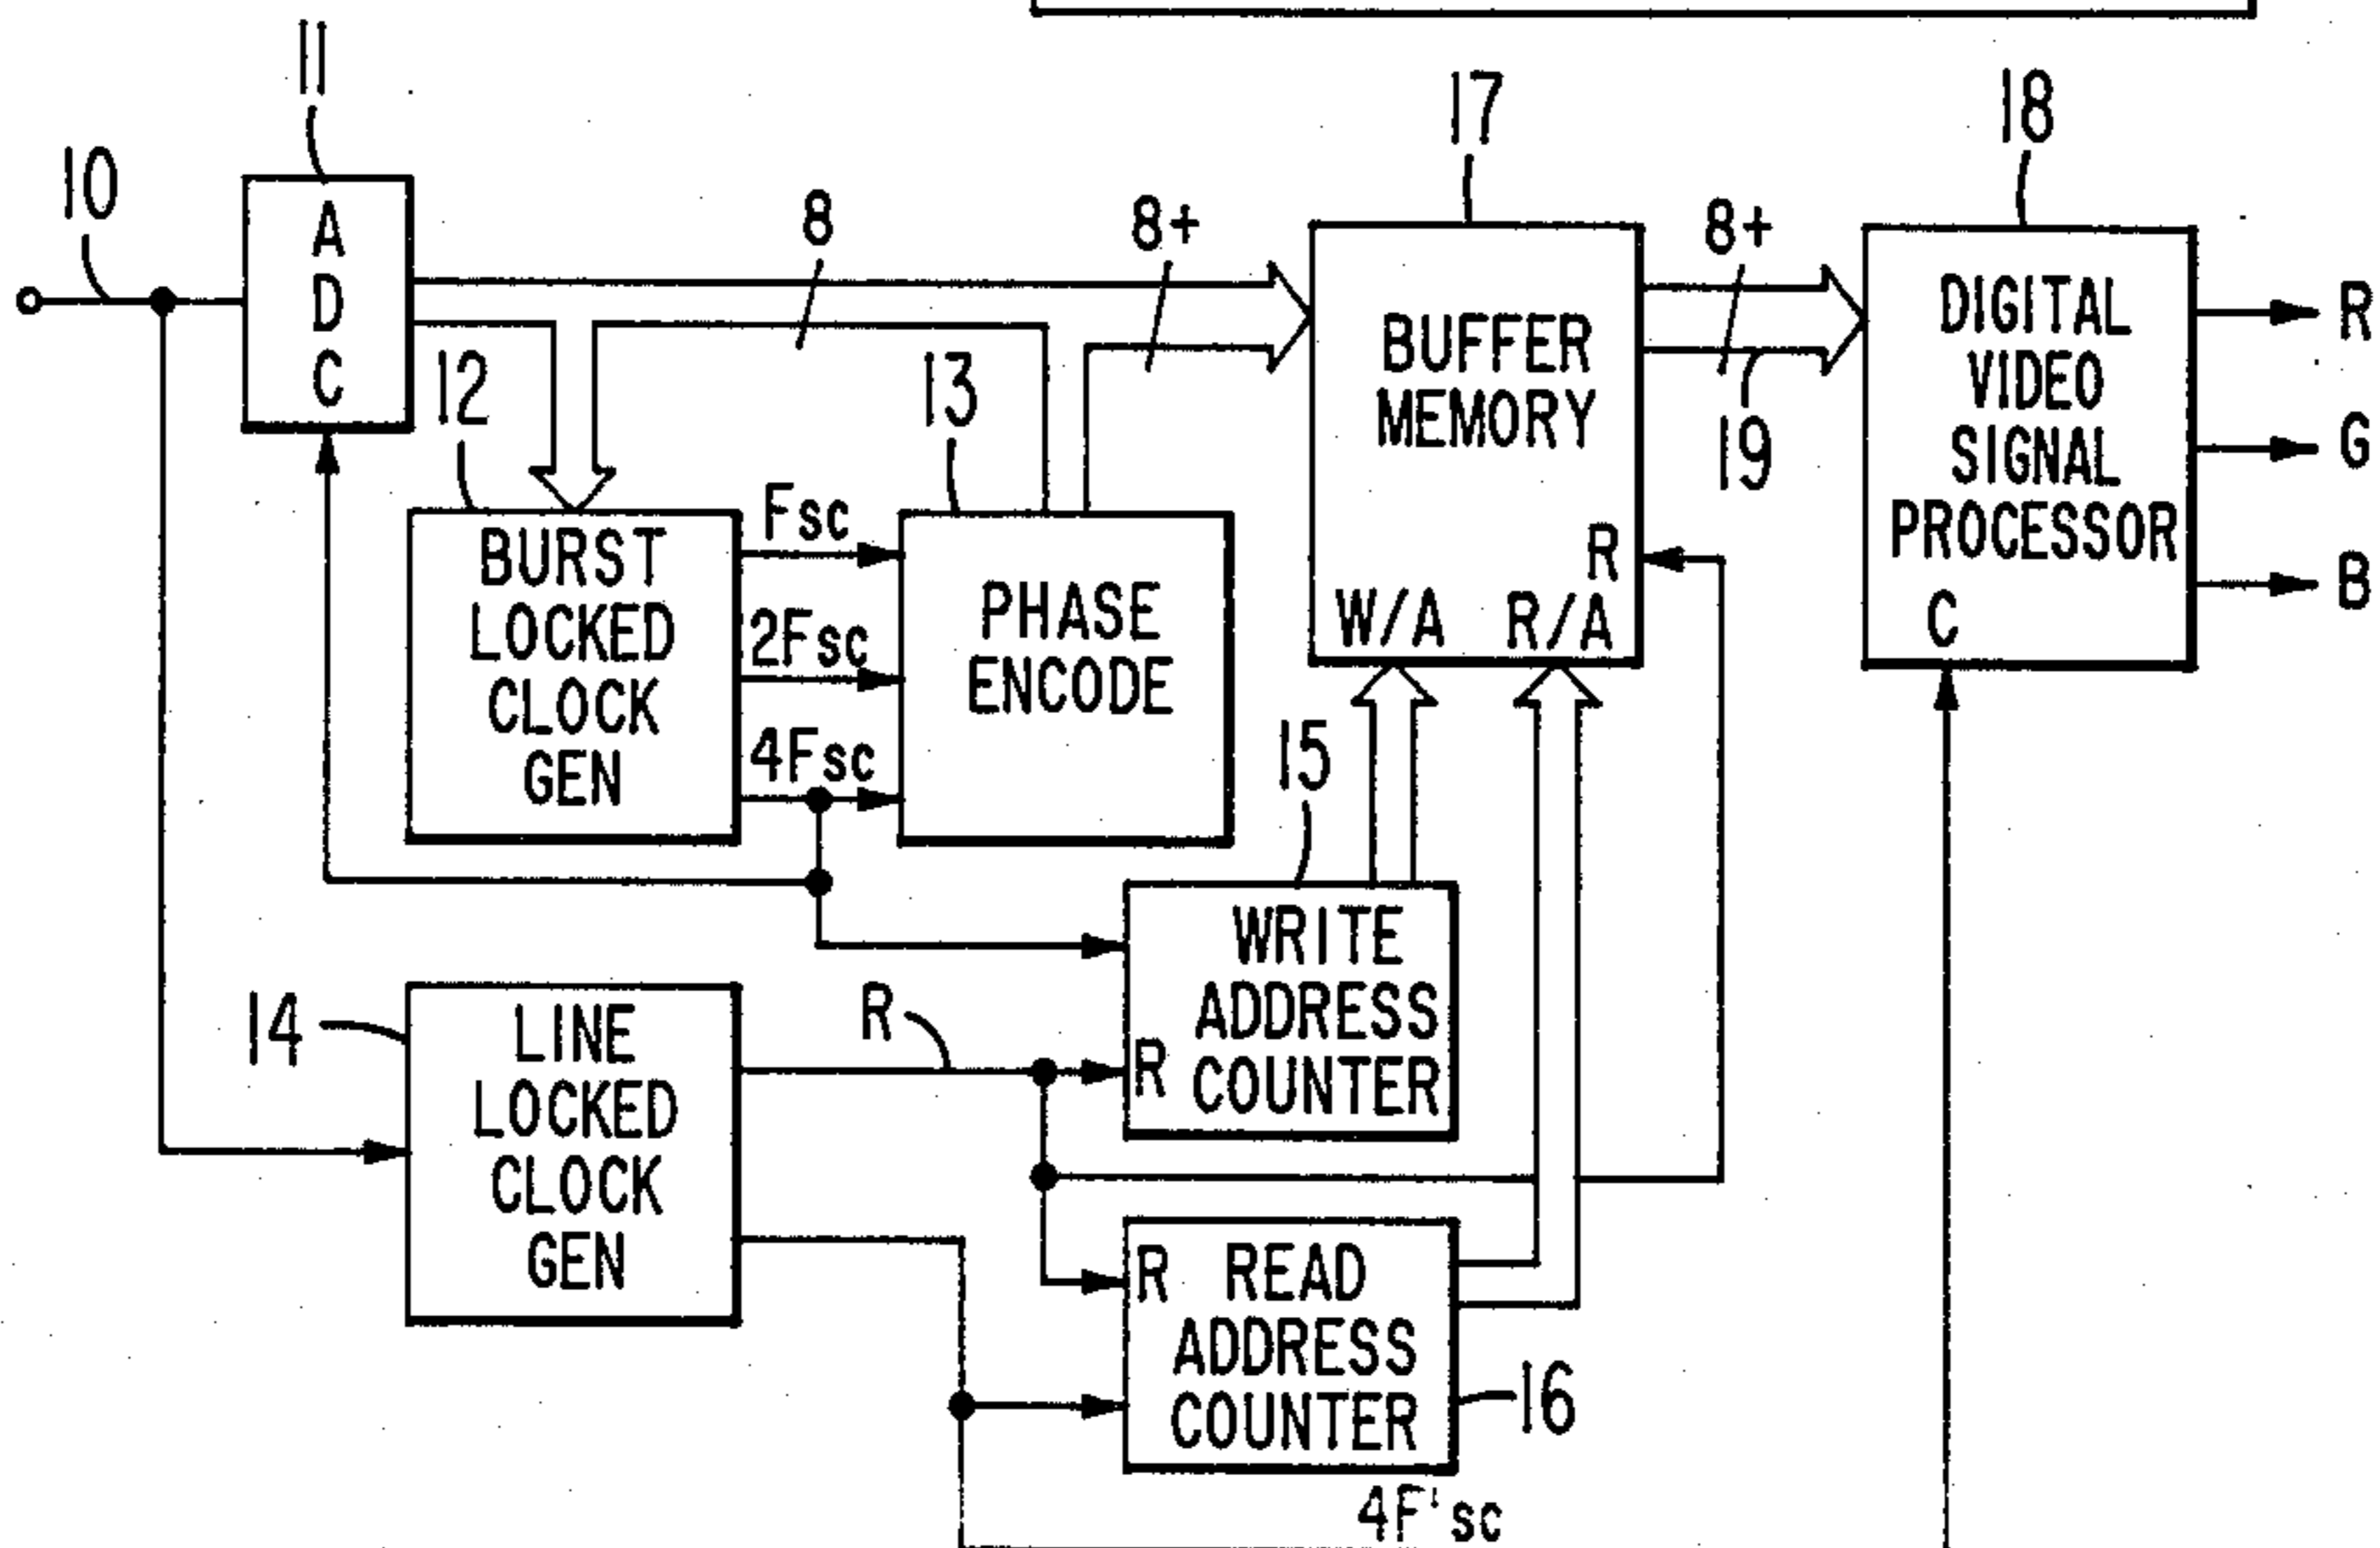 11
10
A
D
C
8
8+
17
BUFFER
MEMORY
W/A R/A
R
8+
19
18
DIGITAL
VIDEO
SIGNAL
PROCESSOR
C
R
G
B
12
BURST
LOCKED
CLOCK
GEN
Fsc
2Fsc
4Fsc
13
PHASE
ENCODE
15
WRITE
ADDRESS
COUNTER
R
14
LINE
LOCKED
CLOCK
GEN
R
R READ
ADDRESS
COUNTER
16
4F'sc